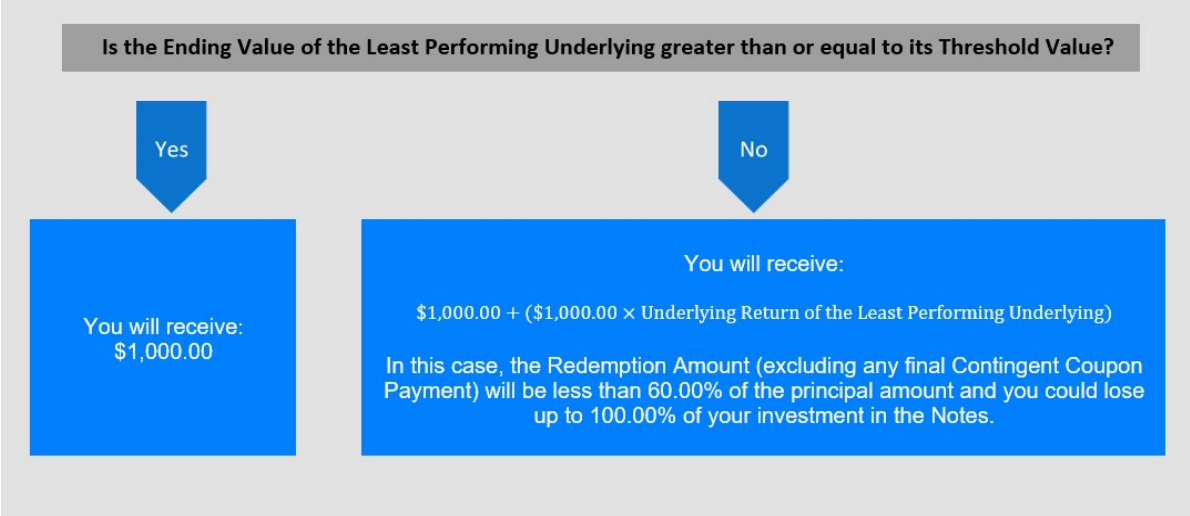 Is the Ending Value of the Least Performing Underlying greater than or equal to its Threshold Value?
Yes
No
You will receive:
$1,000.00
You will receive:
$1,000.00 + ($1,000.00 × Underlying Return of the Least Performing Underlying)
In this case, the Redemption Amount (excluding any final Contingent Coupon
Payment) will be less than 60.00% of the principal amount and you could lose
up to 100.00% of your investment in the Notes.